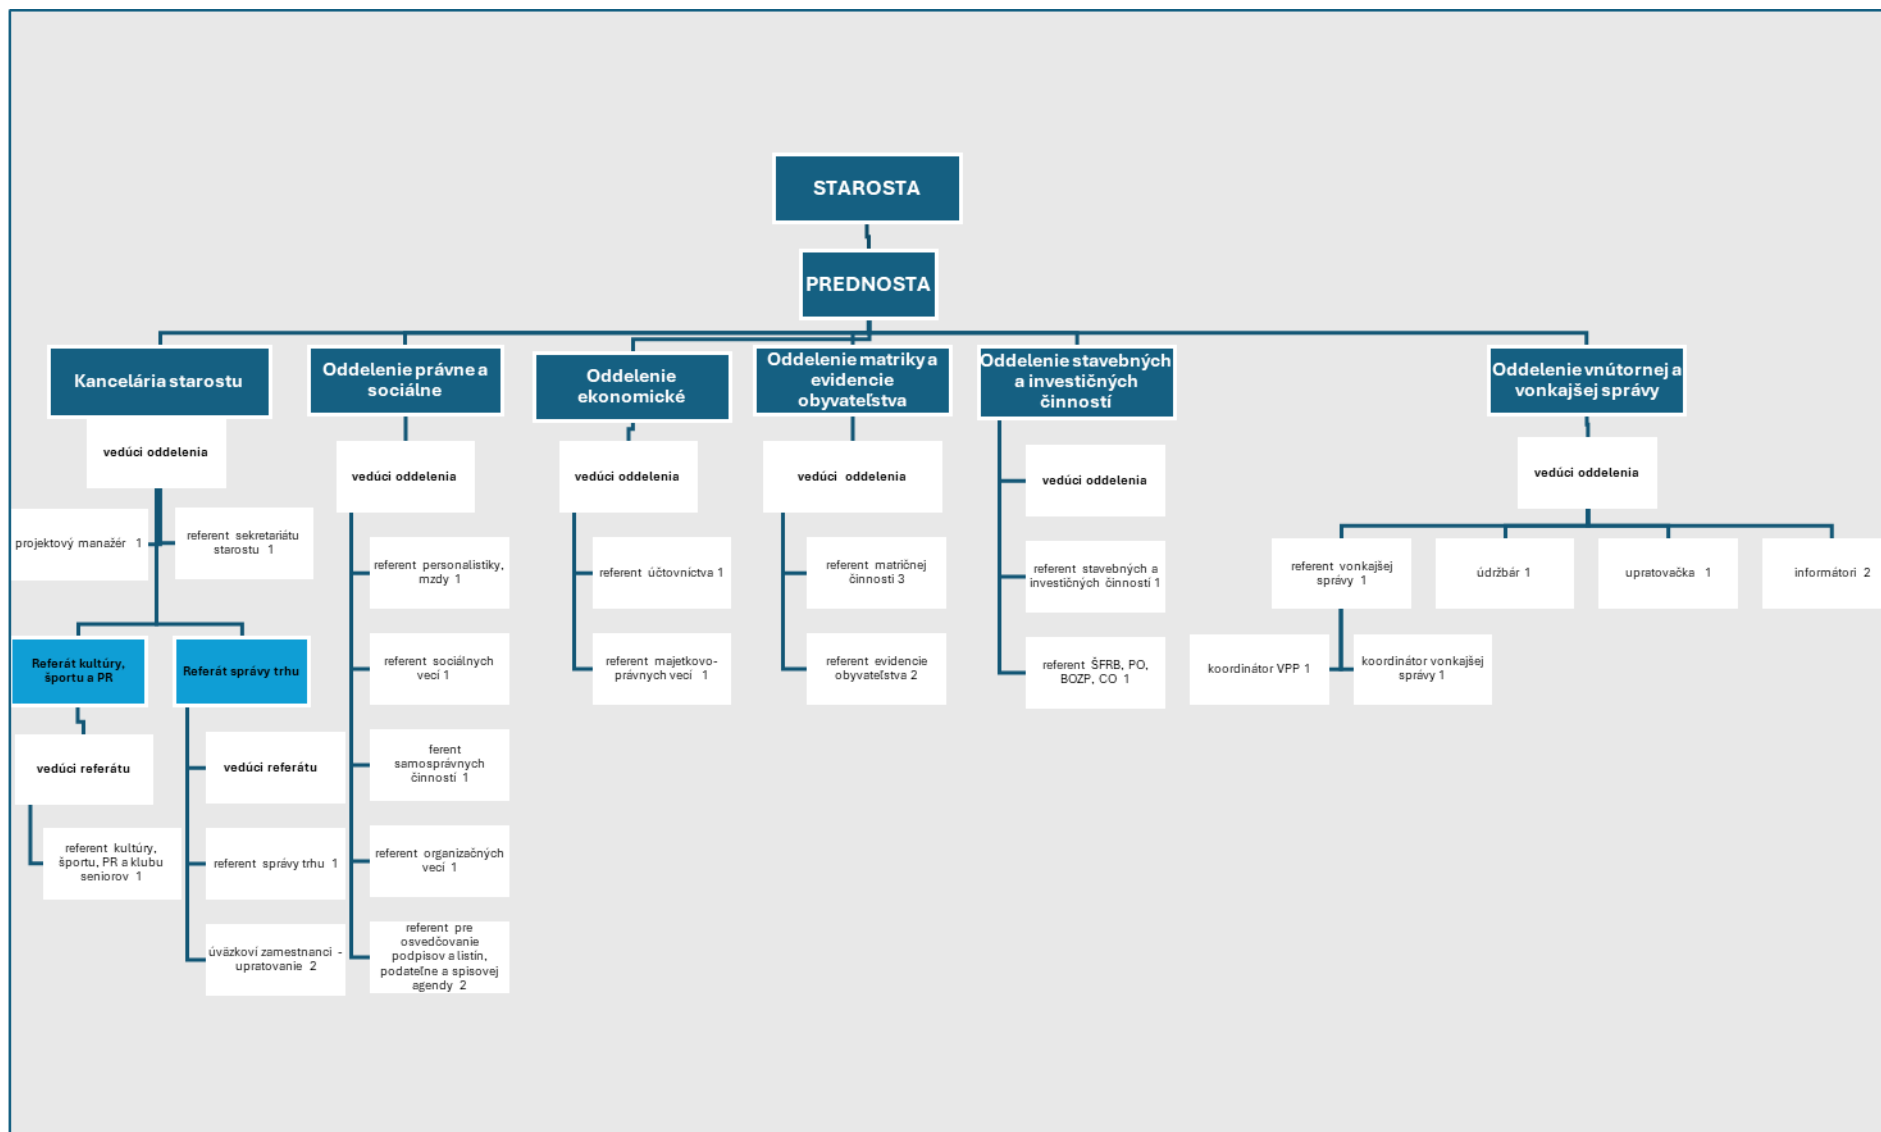 STAROSTA
PREDNOSTA
Kancelária starostu
vedúci oddelenia
projektový manažér 1
referent sekretariátu
starostu 1
Referát kultúry,
športu a PR
vedúci referátu
referent kultúry,
športu, PR a klubu
seniorov 1
Referát správy trhu
vedúci referátu
referent správy trhu 1
úväzkoví zamestnanci -
upratovanie 2
Oddelenie právne a
sociálne
vedúci oddelenia
referent personalistiky,
mzdy 1
referent sociálnych
vecí 1
ferent
samosprávnych
činností 1
referent organizačných
vecí 1
referent pre
osvedčovanie
podpisov a listín,
podateľne a spisovej
agendy 2
Oddelenie
ekonomické
vedúci oddelenia
referent účtovníctva 1
referent majetkovo-
právnych vecí 1
Oddelenie matriky a
evidencie
obyvateľstva
vedúci oddelenia
referent matričnej
činnosti 3
referent evidencie
obyvateľstva 2
Oddelenie stavebných
a investičných
činností
vedúci oddelenia
referent stavebných a
investičných činností 1
referent ŠFRB, PO,
BOZP, CO 1
Oddelenie vnútornej a
vonkajšej správy
vedúci oddelenia
referent vonkajšej
správy 1
údržbár 1
upratovačka 1
informátori 2
koordinátor VPP 1
koordinátor vonkajšej
správy 1